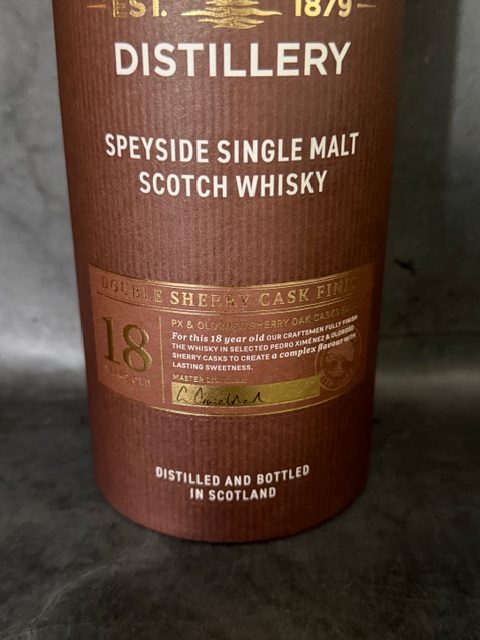 EST. 1879
DISTILLERY
SPEYSIDE SINGLE MALT
SCOTCH WHISKY
DOUBLE SHERRY CASK
18
PX & OLOROSO SHERRY OAK CASKS
For this 18 year old OUR CRAFTSMEN FULLY FINISH
THE WHISKY IN SELECTED PEDRO XIMÉNEZ & OLOROSO
SHERRY CASKS TO CREATE a complex flavour WITH
LASTING SWEETNESS.
MASTER
DISTILLED AND BOTTLED
IN SCOTLAND